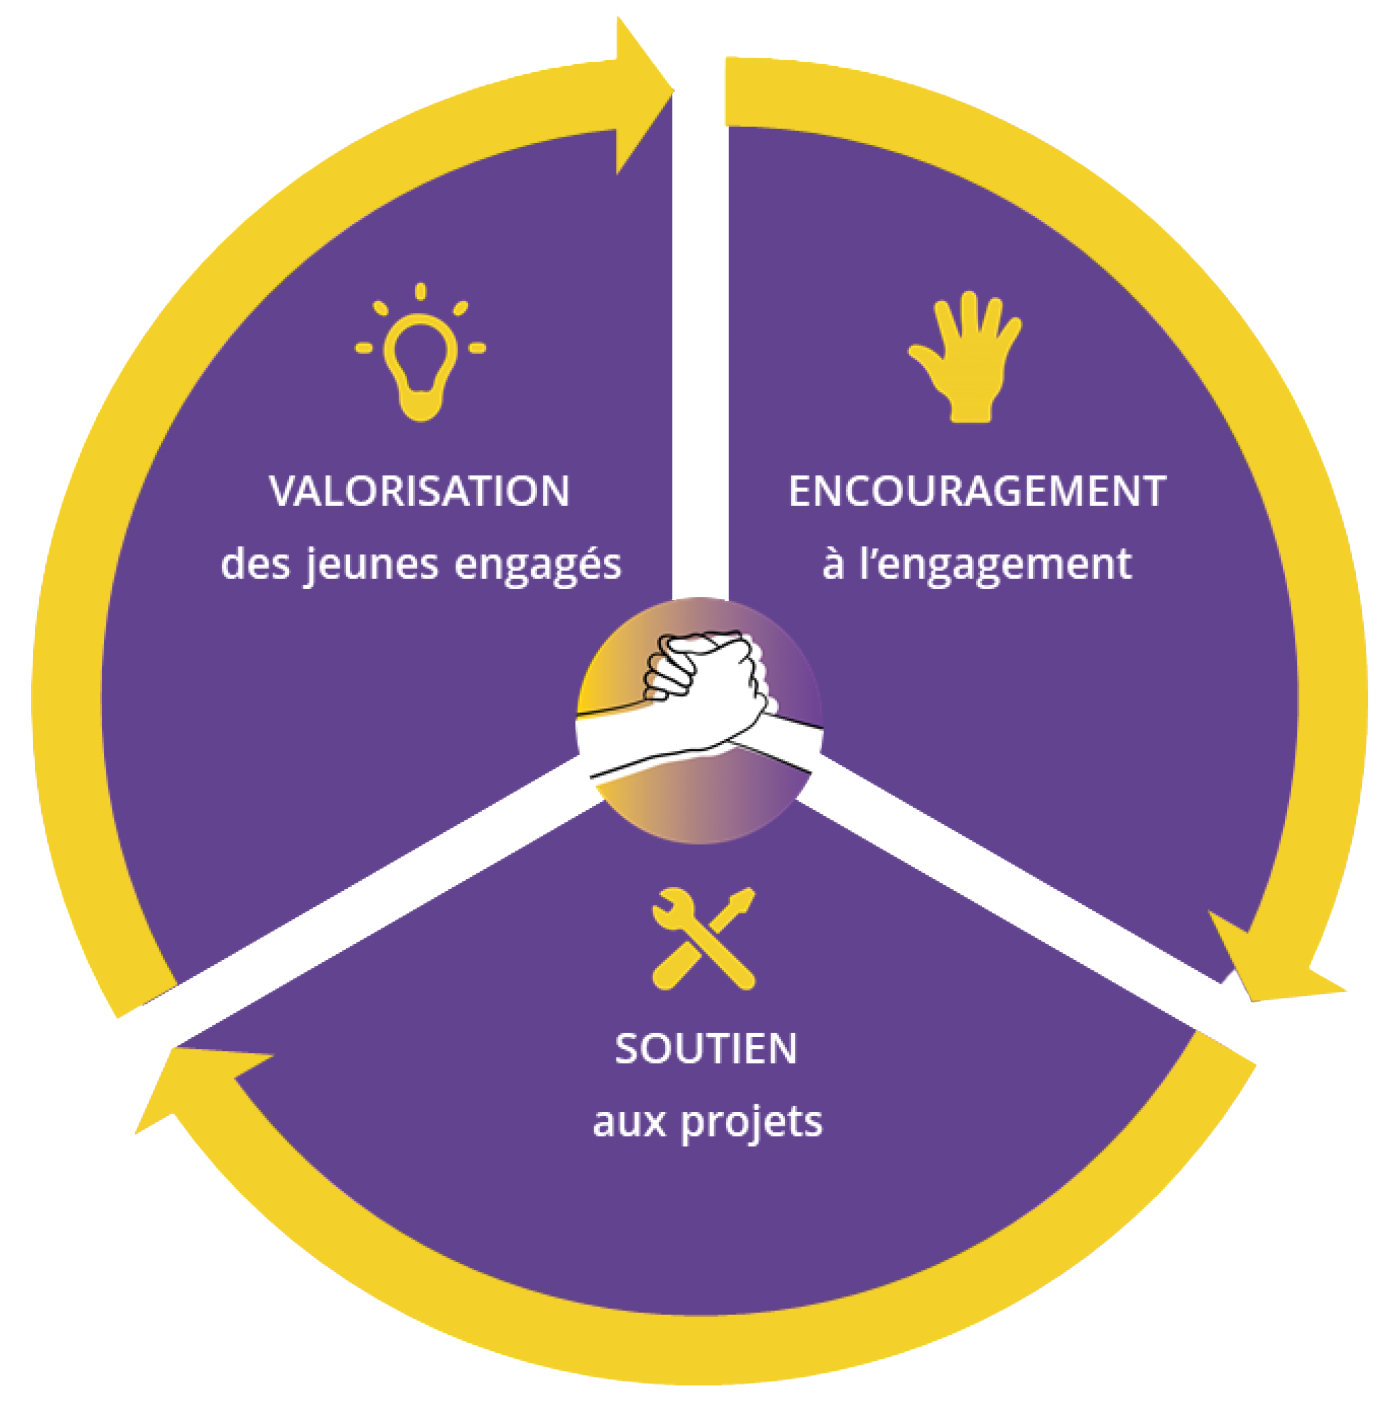 VALORISATION
des jeunes engagés
ENCOURAGEMENT
à l’engagement
SOUTIEN
aux projets